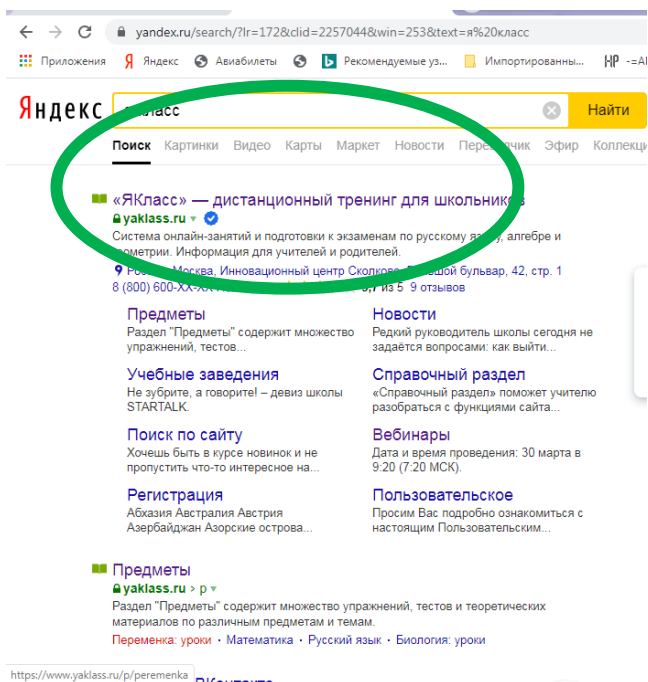 yandex.ru/search/?lr=172&clid=2257044&win=253&text=я%20класс
Приложения Яндекс Авиабилеты Рекомендуемые уз... Импортированны...
Яндекс класс Найти
Поиск Картинки Видео Карты Маркет Новости Эфир
«ЯКласс» — дистанционный тренинг для школьников
yaklass.ru
Система онлайн-занятий и подготовки к экзаменам по русскому алгебре и
геометрии. Информация для учителей и родителей.
Москва, Инновационный центр бульвар, 42, стр. 1
8 (800) 600-XX-XX из 5 9 отзывов
Предметы
Раздел "Предметы" содержит множество
упражнений, тестов...
Новости
Редкий руководитель школы сегодня не
задаётся вопросами: как выйти...
Учебные заведения
Не зубрите, а говорите! – девиз школы
STARTALK.
Справочный раздел
«Справочный раздел» поможет учителю
разобраться с функциями сайта...
Поиск по сайту
Хочешь быть в курсе новинок и не
пропустить что-то интересное на...
Вебинары
Дата и время проведения: 30 марта в
9:20 (7:20 МСК).
Регистрация
Абхазия Австралия Австрия
Азербайджан Азорские острова...
Пользовательское
Просим Вас подробно ознакомиться с
настоящим Пользовательским...
Предметы
yaklass.ru › p
Раздел "Предметы" содержит множество упражнений, тестов и теоретических
материалов по различным предметам и темам.
Переменка: уроки · Математика · Русский язык · Биология: уроки
https://www.yaklass.ru/p/peremenka